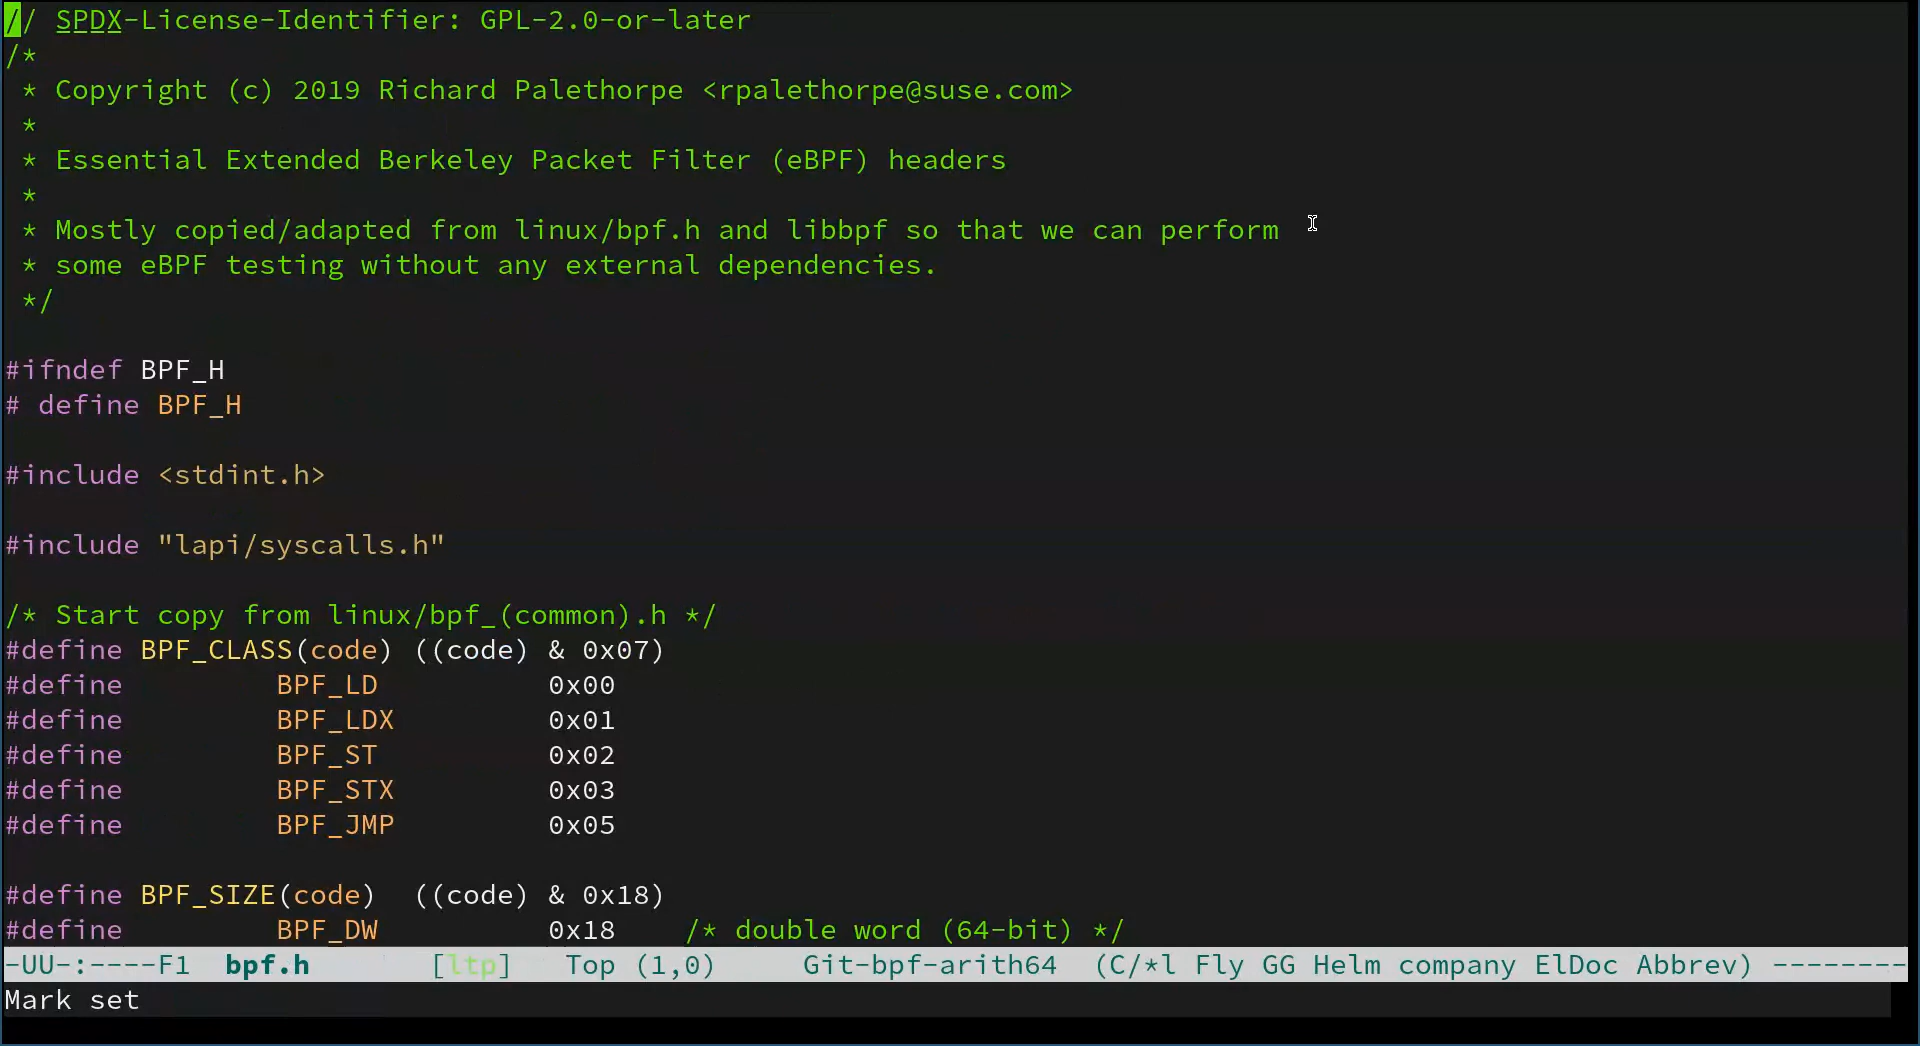 // SPDX-License-Identifier: GPL-2.0-or-later
/*
 * Copyright (c) 2019 Richard Palethorpe <rpalethorpe@suse.com>
 *
 * Essential Extended Berkeley Packet Filter (eBPF) headers
 *
 * Mostly copied/adapted from linux/bpf.h and libbpf so that we can perform
 * some eBPF testing without any external dependencies.
 */

#ifndef BPF_H
# define BPF_H

#include <stdint.h>

#include "lapi/syscalls.h"

/* Start copy from linux/bpf_(common).h */
#define BPF_CLASS(code) ((code) & 0x07)
#define         BPF_LD          0x00
#define         BPF_LDX         0x01
#define         BPF_ST          0x02
#define         BPF_STX         0x03
#define         BPF_JMP         0x05

#define BPF_SIZE(code)  ((code) & 0x18)
#define         BPF_DW          0x18    /* double word (64-bit) */
-UU-:----F1  bpf.h       [ltp]   Top (1,0)     Git-bpf-arith64  (C/*l Fly GG Helm company ElDoc Abbrev) --------
Mark set